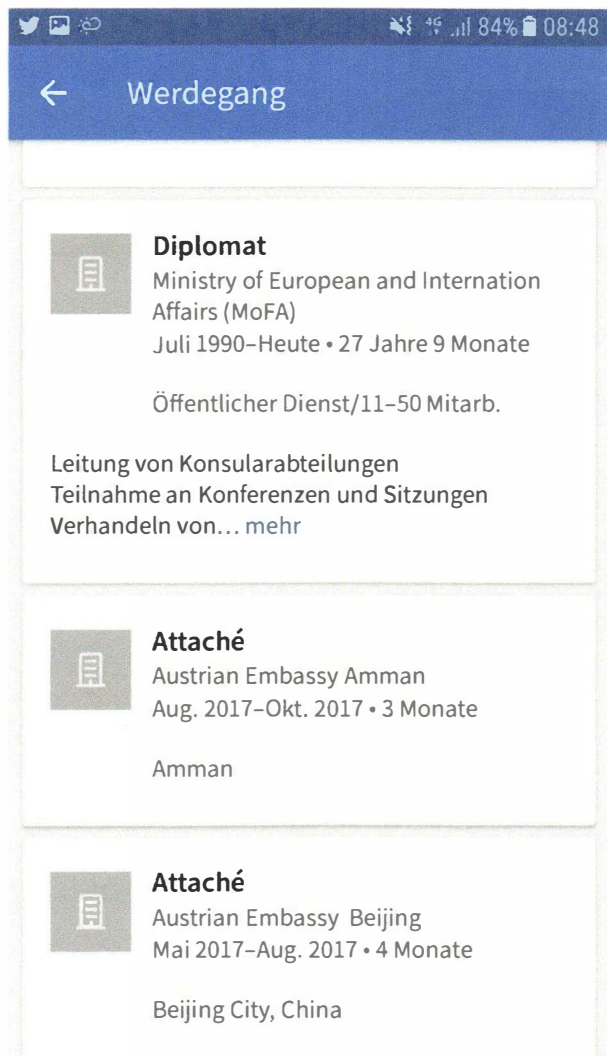 4G 84% 08:48
Werdegang
Diplomat
Ministry of European and Internation
Affairs (MoFA)
Juli 1990–Heute • 27 Jahre 9 Monate
Öffentlicher Dienst/11–50 Mitarb.
Leitung von Konsularabteilungen
Teilnahme an Konferenzen und Sitzungen
Verhandeln von... mehr
Attaché
Austrian Embassy Amman
Aug. 2017–Okt. 2017 • 3 Monate
Amman
Attaché
Austrian Embassy Beijing
Mai 2017–Aug. 2017 • 4 Monate
Beijing City, China